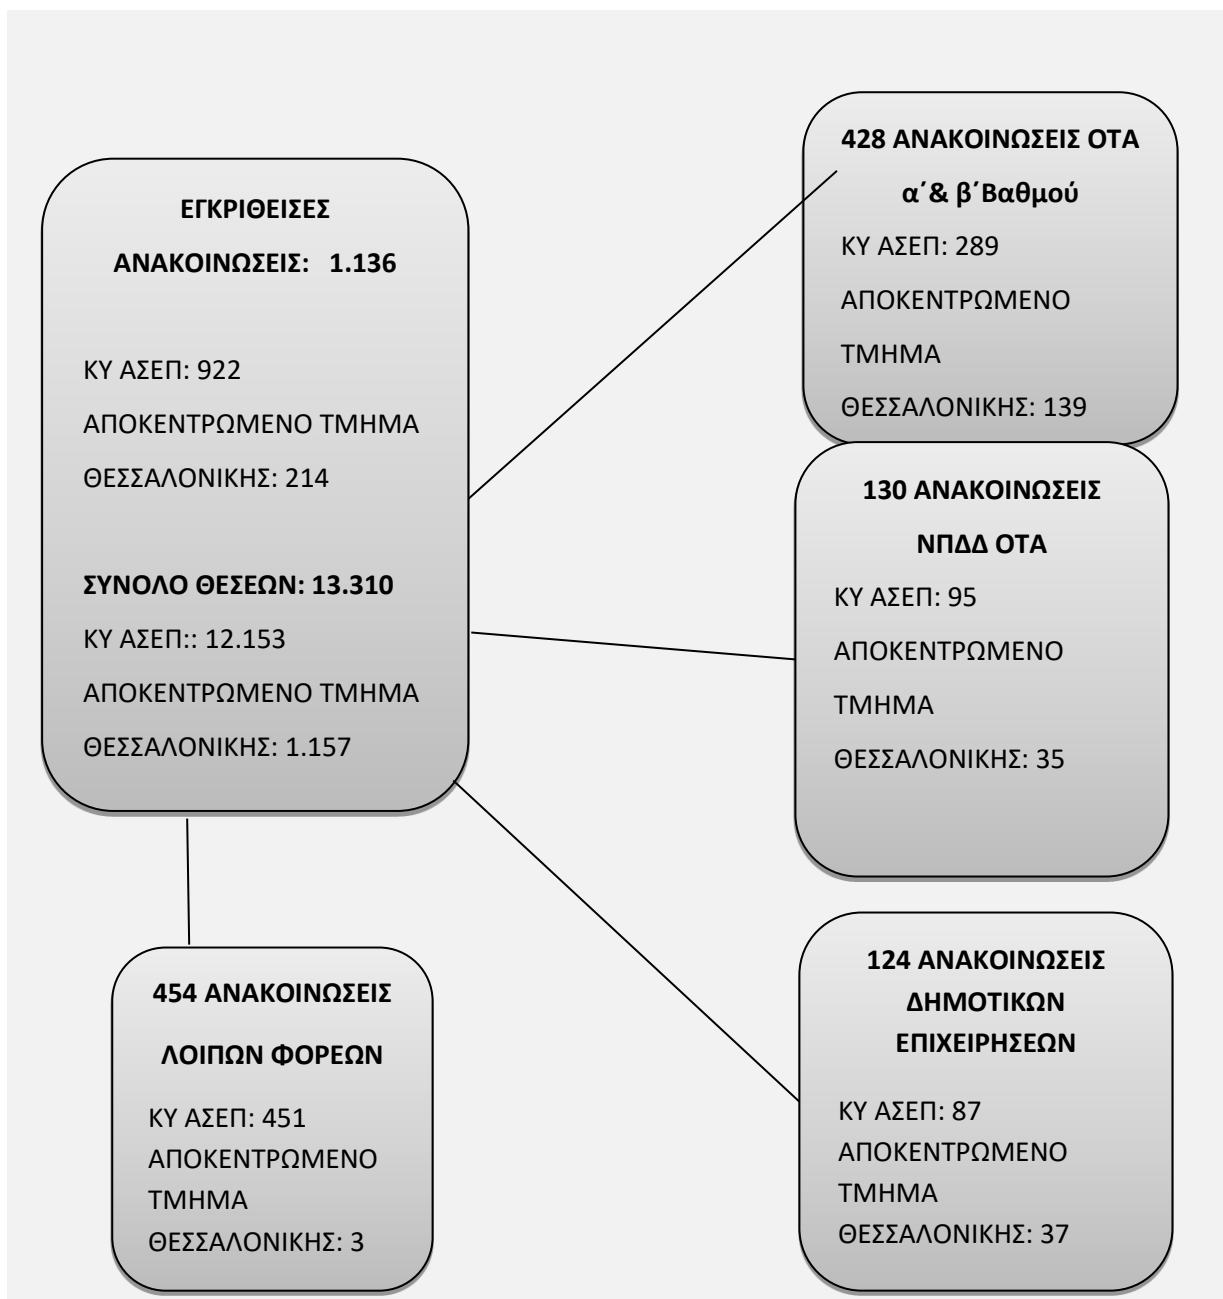 ΕΓΚΡΙΘΕΙΣΕΣ
ΑΝΑΚΟΙΝΩΣΕΙΣ: 1.136
ΚΥ ΑΣΕΠ: 922
ΑΠΟΚΕΝΤΡΩΜΕΝΟ ΤΜΗΜΑ
ΘΕΣΣΑΛΟΝΙΚΗΣ: 214
ΣΥΝΟΛΟ ΘΕΣΕΩΝ: 13.310
ΚΥ ΑΣΕΠ:: 12.153
ΑΠΟΚΕΝΤΡΩΜΕΝΟ ΤΜΗΜΑ
ΘΕΣΣΑΛΟΝΙΚΗΣ: 1.157
428 ΑΝΑΚΟΙΝΩΣΕΙΣ ΟΤΑ
α΄& β΄Βαθμού
ΚΥ ΑΣΕΠ: 289
ΑΠΟΚΕΝΤΡΩΜΕΝΟ
ΤΜΗΜΑ
ΘΕΣΣΑΛΟΝΙΚΗΣ: 139
130 ΑΝΑΚΟΙΝΩΣΕΙΣ
ΝΠΔΔ ΟΤΑ
ΚΥ ΑΣΕΠ: 95
ΑΠΟΚΕΝΤΡΩΜΕΝΟ
ΤΜΗΜΑ
ΘΕΣΣΑΛΟΝΙΚΗΣ: 35
124 ΑΝΑΚΟΙΝΩΣΕΙΣ
ΔΗΜΟΤΙΚΩΝ
ΕΠΙΧΕΙΡΗΣΕΩΝ
ΚΥ ΑΣΕΠ: 87
ΑΠΟΚΕΝΤΡΩΜΕΝΟ
ΤΜΗΜΑ
ΘΕΣΣΑΛΟΝΙΚΗΣ: 37
454 ΑΝΑΚΟΙΝΩΣΕΙΣ
ΛΟΙΠΩΝ ΦΟΡΕΩΝ
ΚΥ ΑΣΕΠ: 451
ΑΠΟΚΕΝΤΡΩΜΕΝΟ
ΤΜΗΜΑ
ΘΕΣΣΑΛΟΝΙΚΗΣ: 3